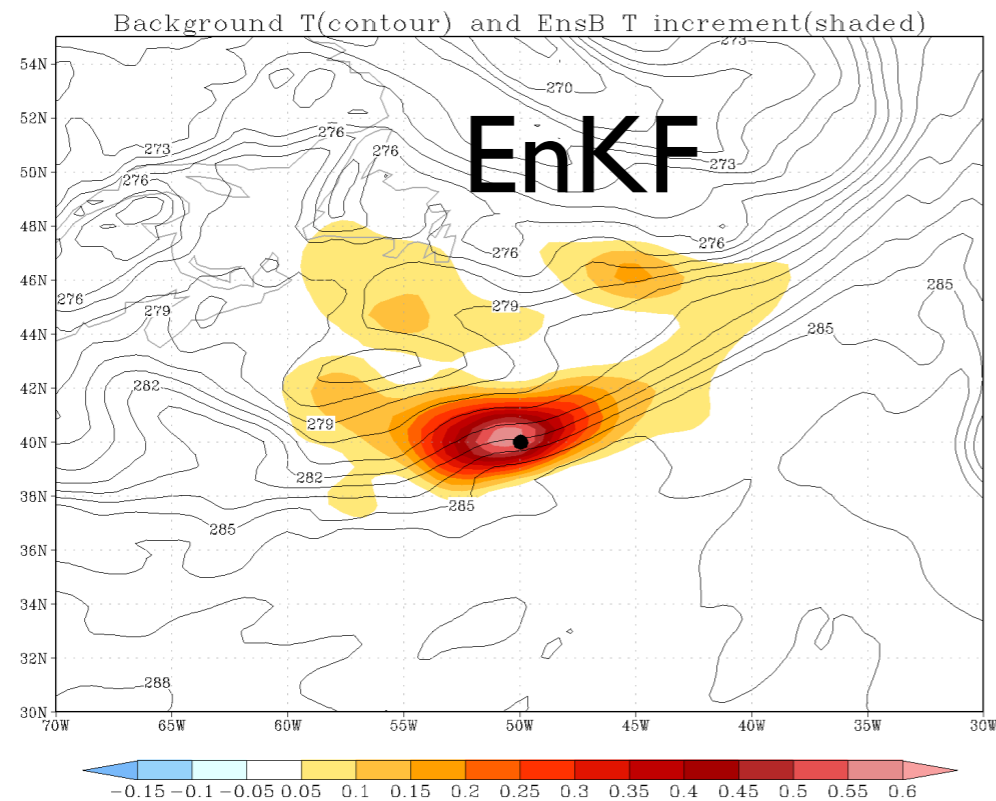 Background T(contour) and EnsB T increment(shaded)
EnKF
54N
52N
50N
48N
46N
44N
42N
40N
38N
36N
34N
32N
30N
273
270
276
276
273
273
276
276
276
276
279
279
285
285
282
279
282
285
285
288
70W 65W 60W 55W 50W 45W 40W 35W 30W
-0.15 -0.1 -0.05 0.05 0.1 0.15 0.2 0.25 0.3 0.35 0.4 0.45 0.5 0.55 0.6